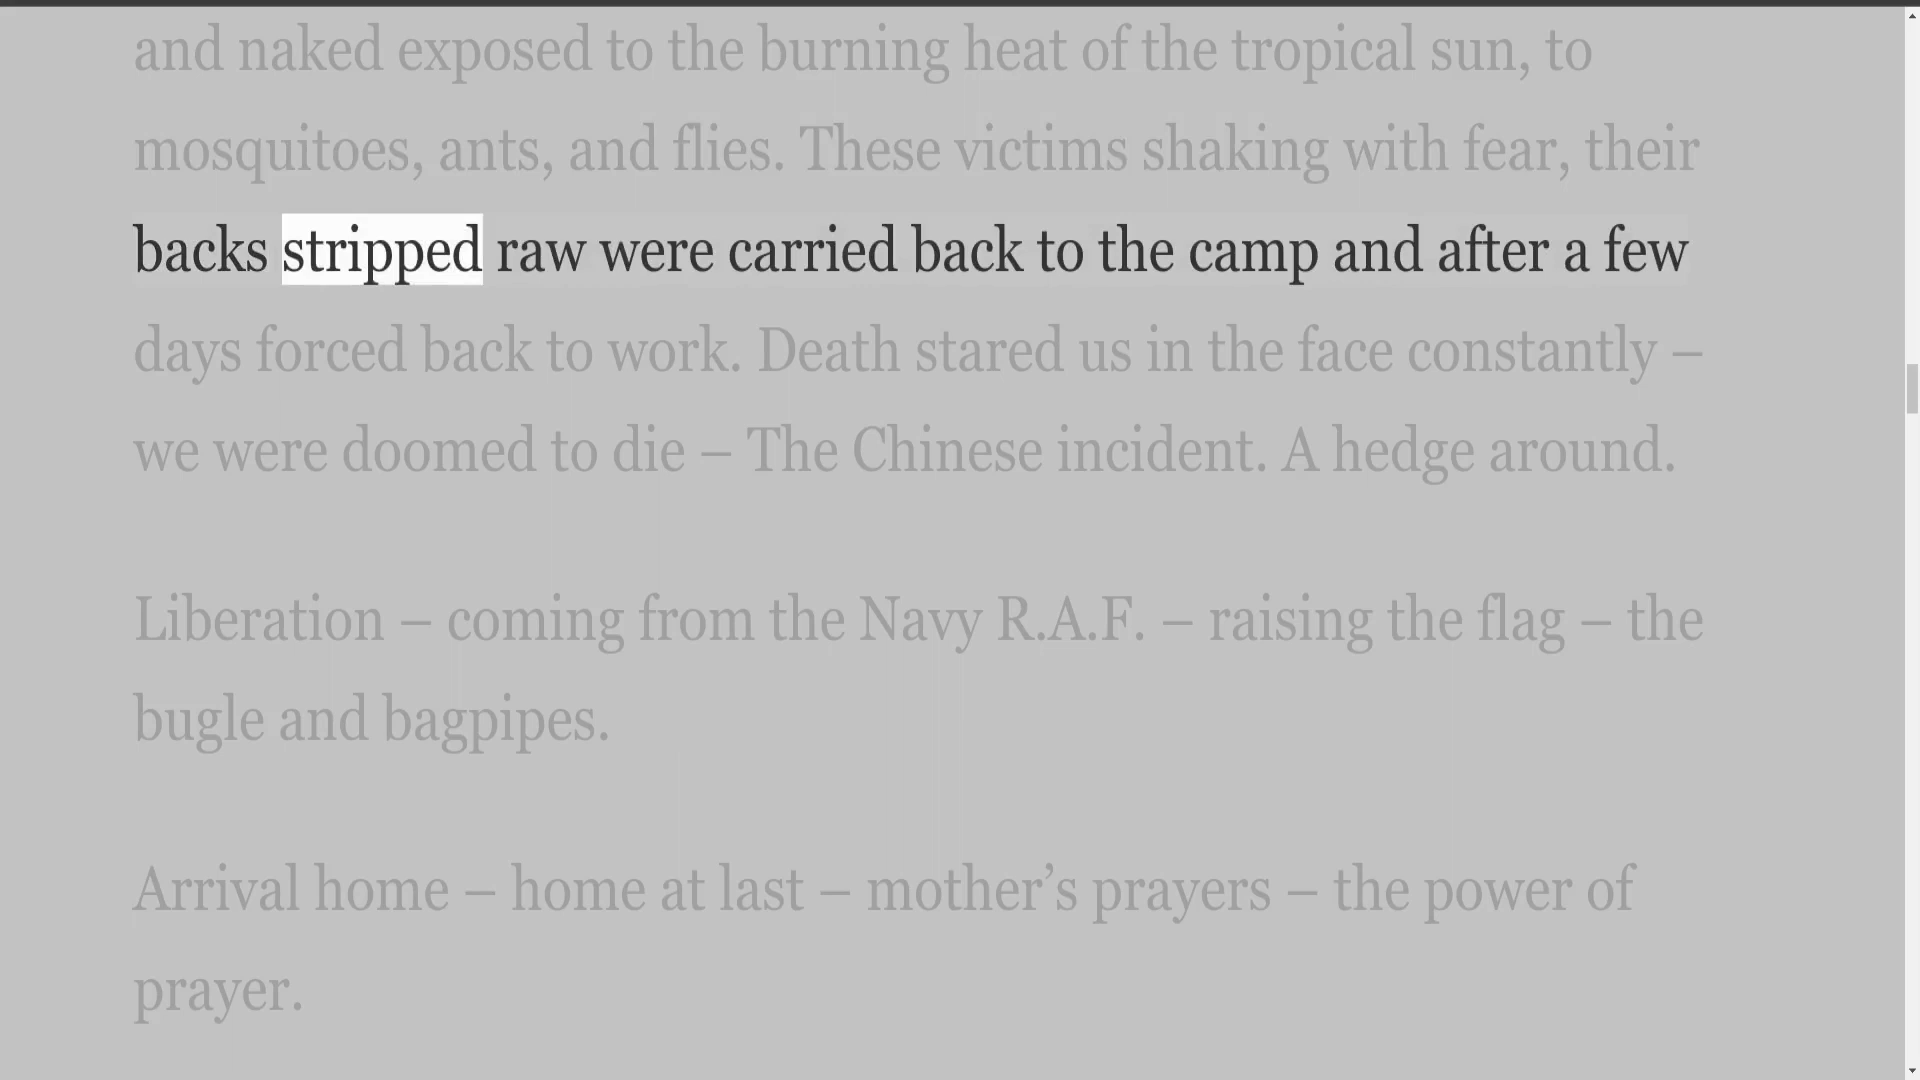 and naked exposed to the burning heat of the tropical sun, to
mosquitoes, ants, and flies. These victims shaking with fear, their
backs stripped raw were carried back to the camp and after a few
days forced back to work. Death stared us in the face constantly –
we were doomed to die – The Chinese incident. A hedge around.
Liberation – coming from the Navy R.A.F. – raising the flag – the
bugle and bagpipes.
Arrival home – home at last – mother’s prayers – the power of
prayer.